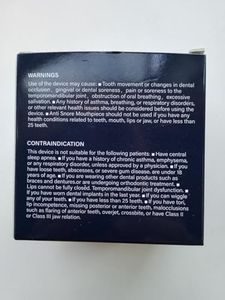 WARNINGS
Use of the device may cause: ■ Tooth movement or changes in dental
occlusion , gingival or dental soreness , pain or soreness to the
temporomandibular joint , obstruction of oral breathing , excessive
salivation. ■ Any history of asthma, breathing, or respiratory disorders,
or other relevant health issues should be considered before using the
device. ■ Anti Snore Mouthpiece should not be used if you have any
health conditions related to teeth, mouth, lips or jaw, or have less than
25 teeth.
CONTRAINDICATION
This device is not suitable for the following patients: ■ Have central
sleep apnea. ■ If you have a history of chronic asthma, emphysema,
or any respiratory disorder, unless approved by a physician. ■ If you
have loose teeth, abscesses, or severe gum disease. are under 18
years of age. ■ If you are wearing other dental products such as
braces and dentures.or are undergoing orthodontic treatment. ■
Lips cannot be fully closed. Temporomandibular joint dysfunction. ■
If you have worn dental implants in the last year. ■ If you can wiggle
any of your teeth. ■ If you have less than 25 teeth. ■ If you have tori,
lip incompetence, missing posterior or anterior teeth, malocclusions
such as flaring of anterior teeth, overjet, crossbite, or have Class II
or Class III jaw relation.